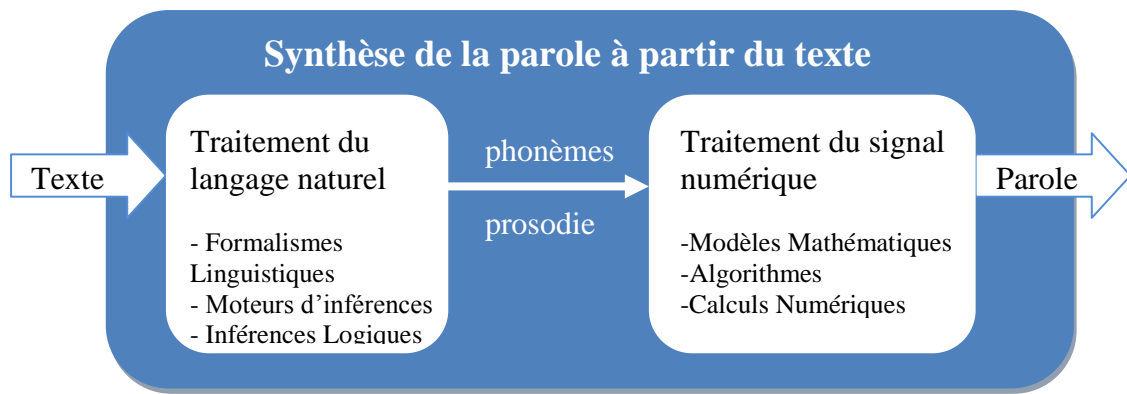 Synthèse de la parole à partir du texte
Texte
Traitement du
langage naturel
- Formalismes
Linguistiques
- Moteurs d'inférences
- Inférences Logiques
phonèmes
prosodie
Traitement du signal
numérique
-Modèles Mathématiques
-Algorithmes
-Calculs Numériques
Parole